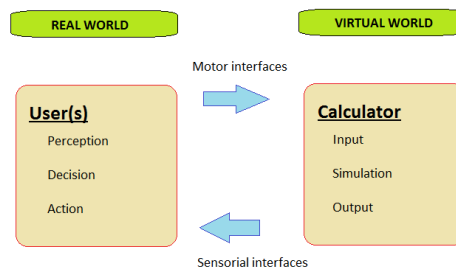 REAL WORLD
VIRTUAL WORLD
Motor interfaces
User(s)
Perception
Decision
Action
Calculator
Input
Simulation
Output
Sensorial interfaces